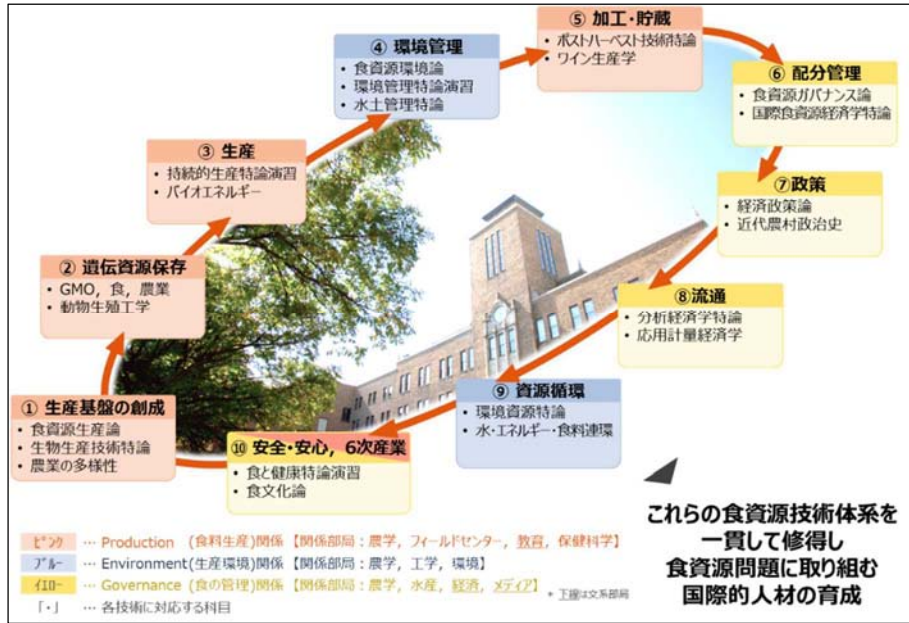 ① 生産基盤の創成
• 食資源生産論
• 生物生産技術特論
• 農業の多様性
② 遺伝資源保存
• GMO, 食, 農業
• 動物生殖工学
③ 生産
• 持続的生産特論演習
• バイオエネルギー
④ 環境管理
• 食資源環境論
• 環境管理特論演習
• 水土管理特論
⑤ 加工・貯蔵
• ポストハーベスト技術特論
• ワイン生産学
⑥ 配分管理
• 食資源ガバナンス論
• 国際食資源経済学特論
⑦政策
• 経済政策論
• 近代農村政治史
⑧流通
• 分析経済学特論
• 応用計量経済学
⑨ 資源循環
• 環境資源特論
• 水・エネルギー・食料連環
⑩ 安全・安心, 6次産業
• 食と健康特論演習
• 食文化論
これらの食資源技術体系を
一貫して修得し
食資源問題に取り組む
国際的人材の育成
ピンク … Production (食料生産)関係【関係部局:農学, フィールドセンター, 教育, 保健科学】
ブルー … Environment(生産環境)関係【関係部局:農学, 工学, 環境】
イエロー … Governance (食の管理)関係【関係部局:農学, 水産, 経済, メディア】 * 下線は文系部局
「・」 … 各技術に対応する科目